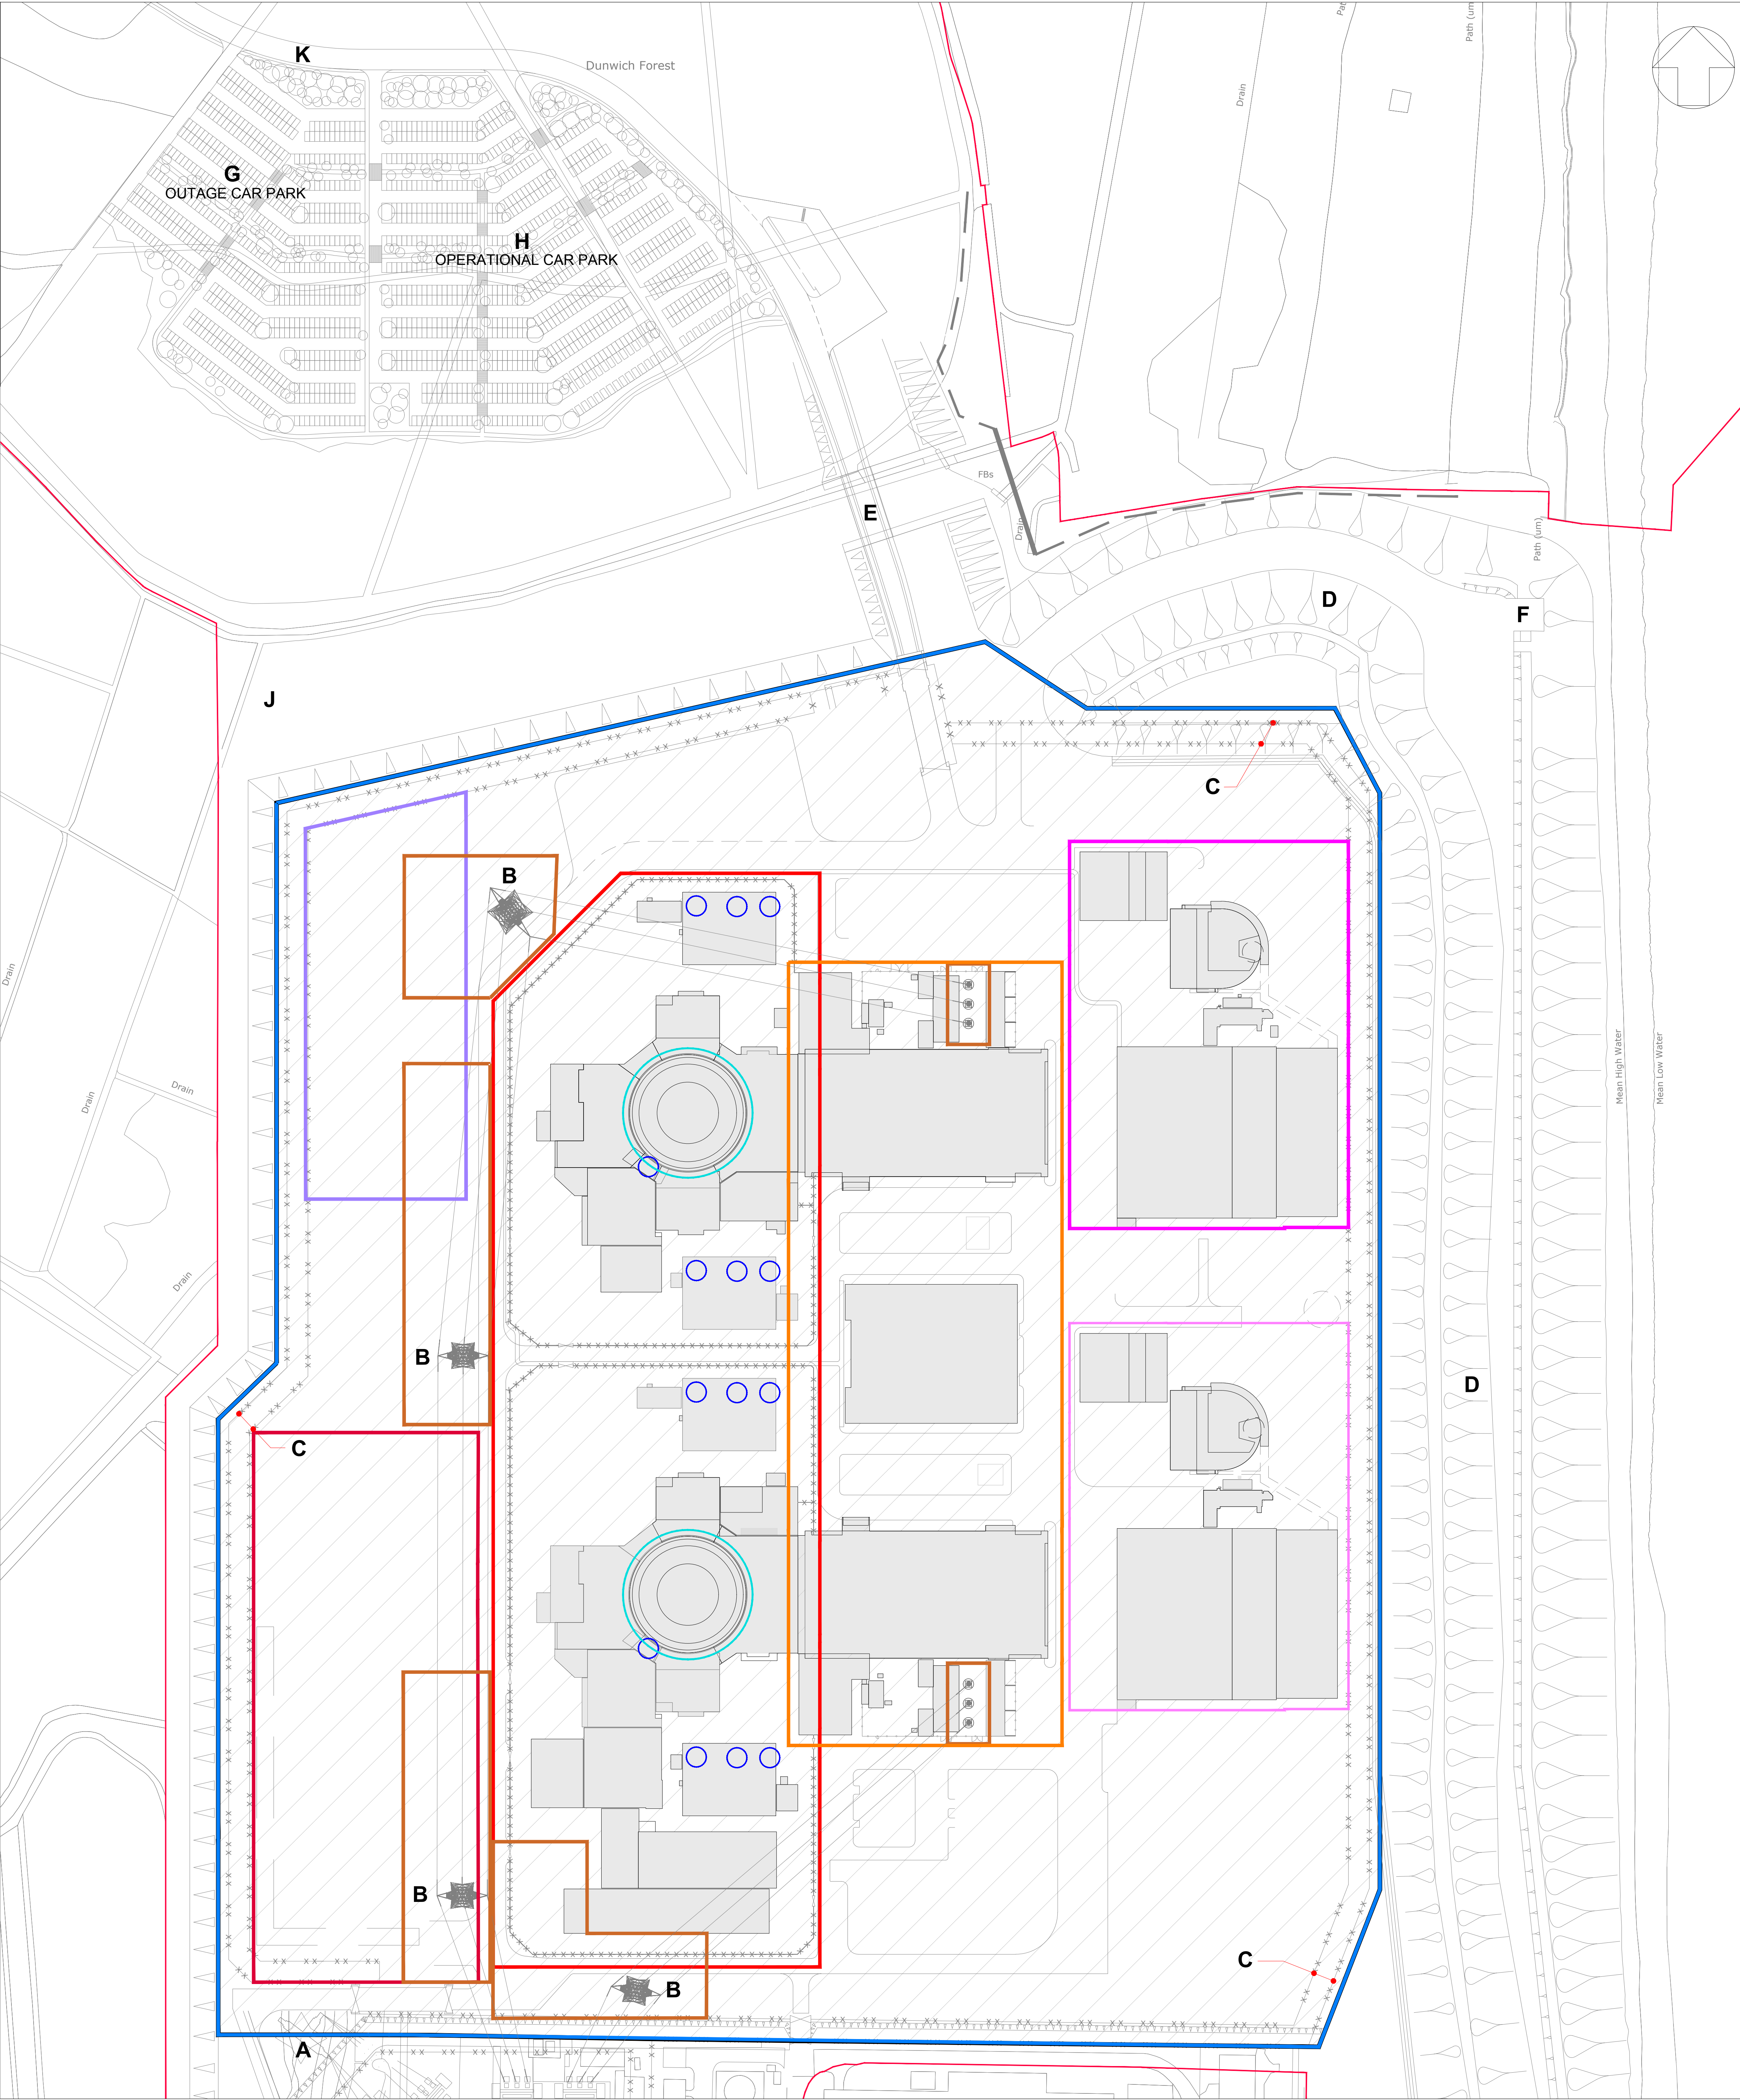 Path (um
K
Dunwich Forest
Drain
G
OUTAGE CAR PARK
H
OPERATIONAL CAR PARK
FBs
E
Drain
Path (um)
D
F
J
C
B
Drain
Mean High Water
Mean Low Water
Drain
Drain
Drain
B
D
C
B
C
B
A